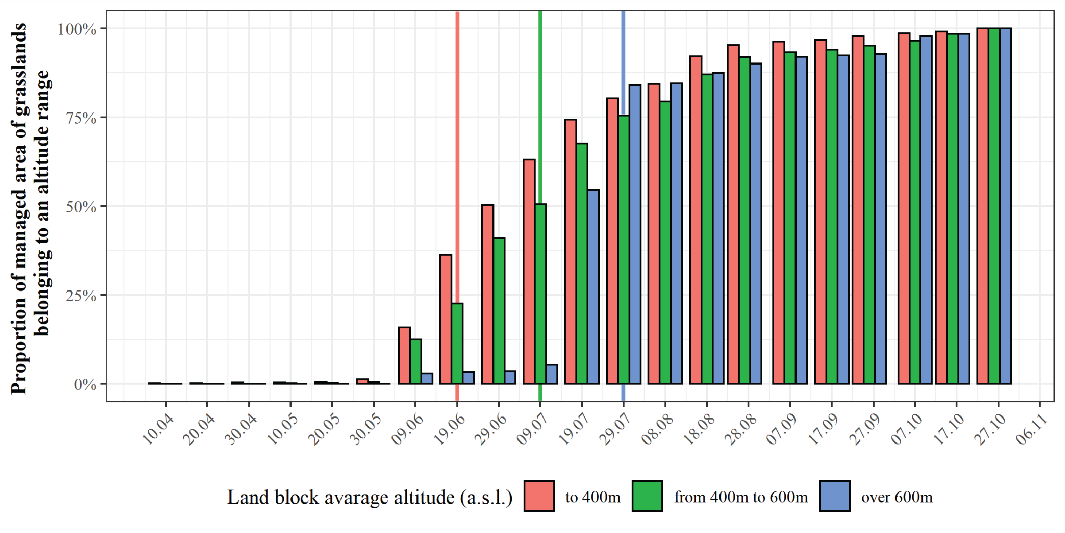 Proportion of managed area of grasslands
belonging to an altitude range
100%
75%
50%
25%
0%
10.04 20.04 30.04 10.05 20.05 30.05 09.06 19.06 29.06 09.07 19.07 29.07 08.08 18.08 28.08 07.09 17.09 27.09 07.10 17.10 27.10 06.11
Land block avarage altitude (a.s.l.) to 400m from 400m to 600m over 600m